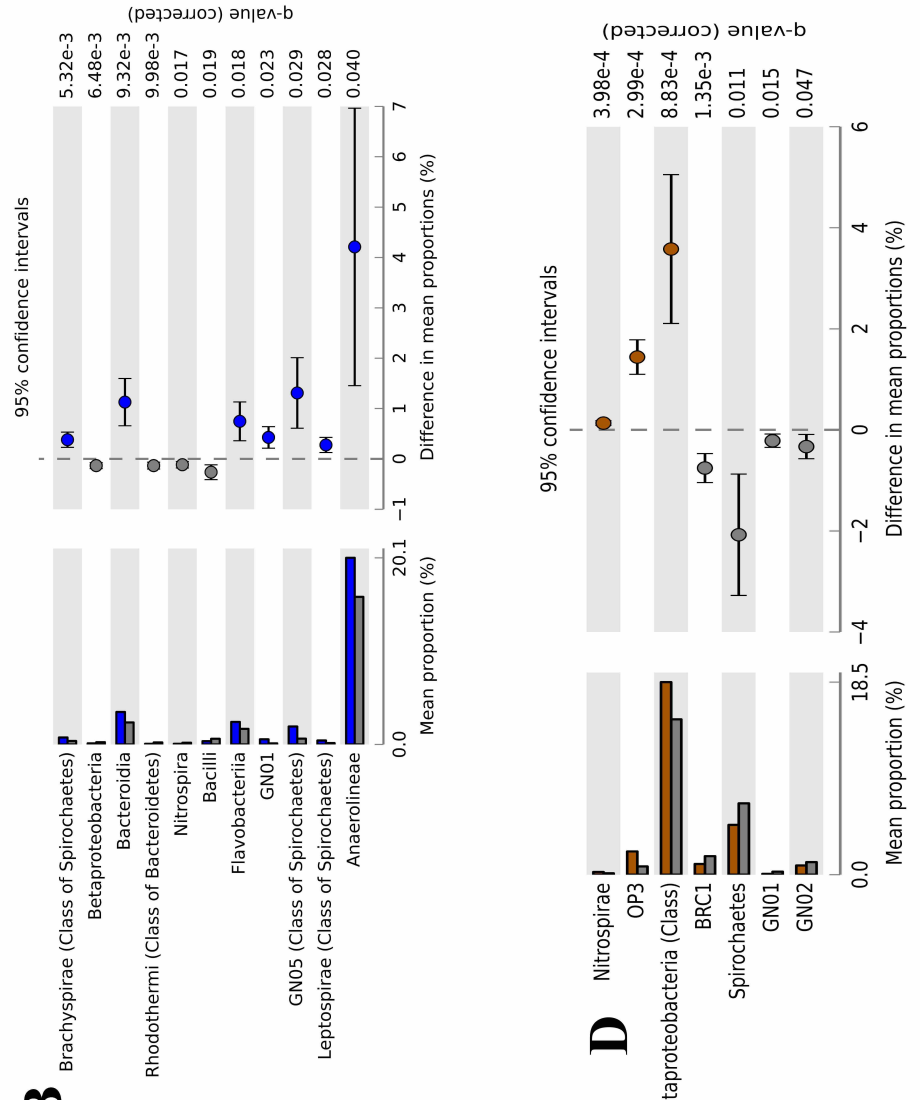 B
95% confidence intervals
Brachyspirae (Class of Spirochaetes) 5.32e-3
Betaproteobacteria 6.48e-3
Bacteroidia 9.32e-3
Rhodothermi (Class of Bacteroidetes) 9.98e-3
Nitrospira 0.017
Bacilli 0.019
Flavobacteriia 0.018
GN01 0.023
GN05 (Class of Spirochaetes) 0.029
Leptospirae (Class of Spirochaetes) 0.028
Anaerolineae 0.040
0.0 20.1 −1 0 1 2 3 4 5 6 7
Mean proportion (%) Difference in mean proportions (%)
q-value (corrected)
D
95% confidence intervals
Nitrospirae 3.98e-4
OP3 2.99e-4
taproteobacteria (Class) 8.83e-4
BRC1 1.35e-3
Spirochaetes 0.011
GN01 0.015
GN02 0.047
0.0 18.5 −4 −2 0 2 4 6
Mean proportion (%) Difference in mean proportions (%)
q-value (corrected)